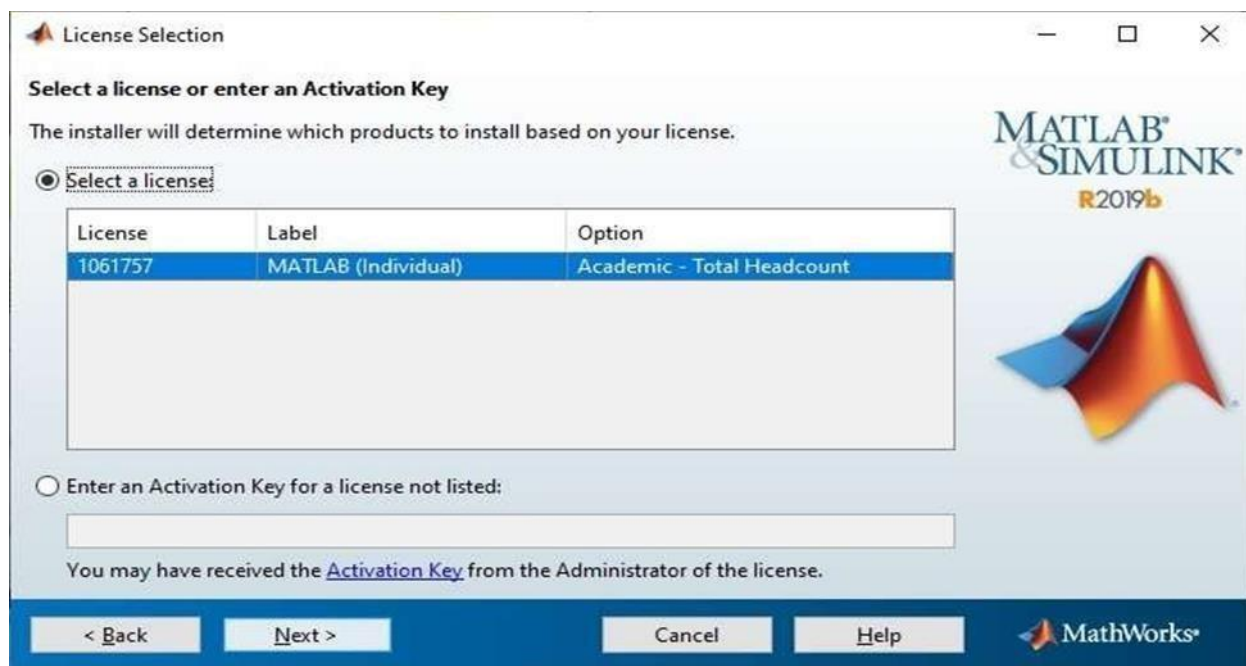 License Selection
Select a license or enter an Activation Key
The installer will determine which products to install based on your license.
MATLAB®
&SIMULINK®
R2019b
Select a license:
License Label Option
1061757 MATLAB (Individual) Academic - Total Headcount
Enter an Activation Key for a license not listed:
You may have received the Activation Key from the Administrator of the license.
< Back Next > Cancel Help MathWorks®